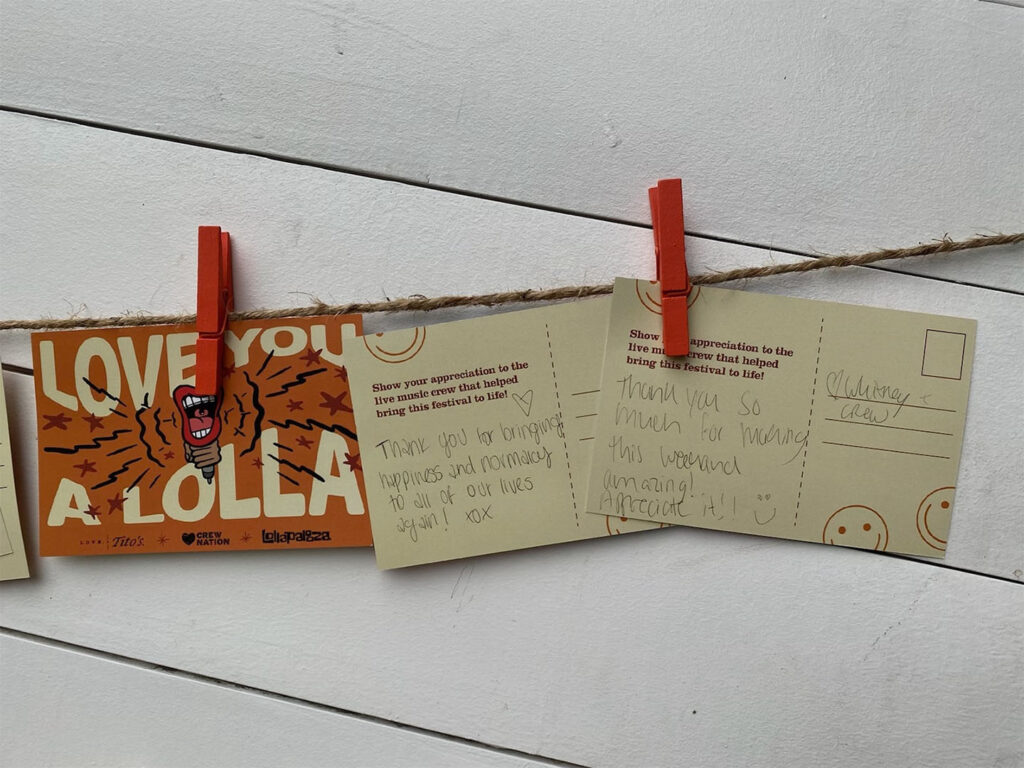 LOVE YOU
A LOLLA
LOVE, Tito's
CREW
NATION
Lollapalooza
Show your appreciation to the
live music crew that helped
bring this festival to life!
Thank you for bringing
happiness and normalcy
to all of our lives
again! xox
Show appreciation to the
live music crew that helped
bring this festival to life!
Thank you so
much for making
this weekend
amazing!
Appreciate it!!
Whitney +
crew